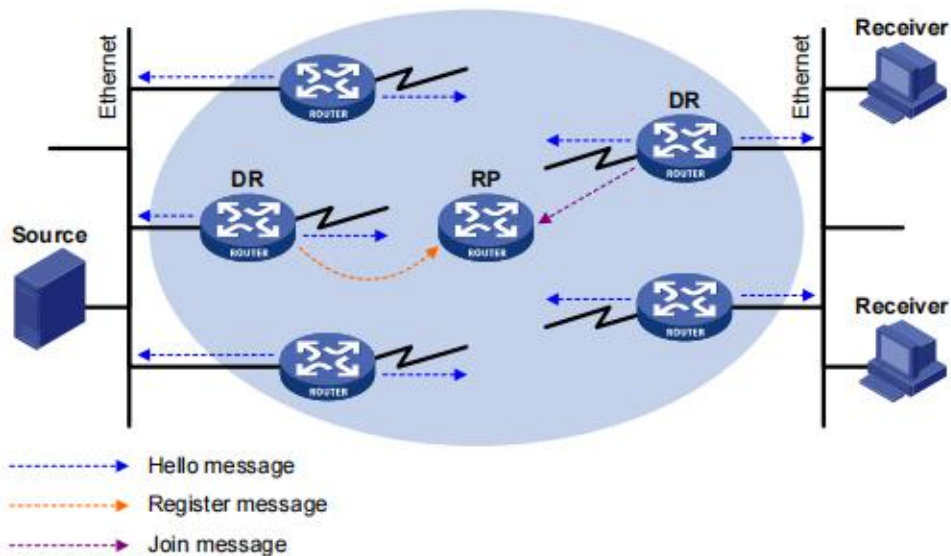 Receiver
Ethernet
Ethernet
ROUTER
DR
ROUTER
DR
RP
ROUTER
ROUTER
Source
ROUTER
Receiver
ROUTER
Hello message
Register message
Join message